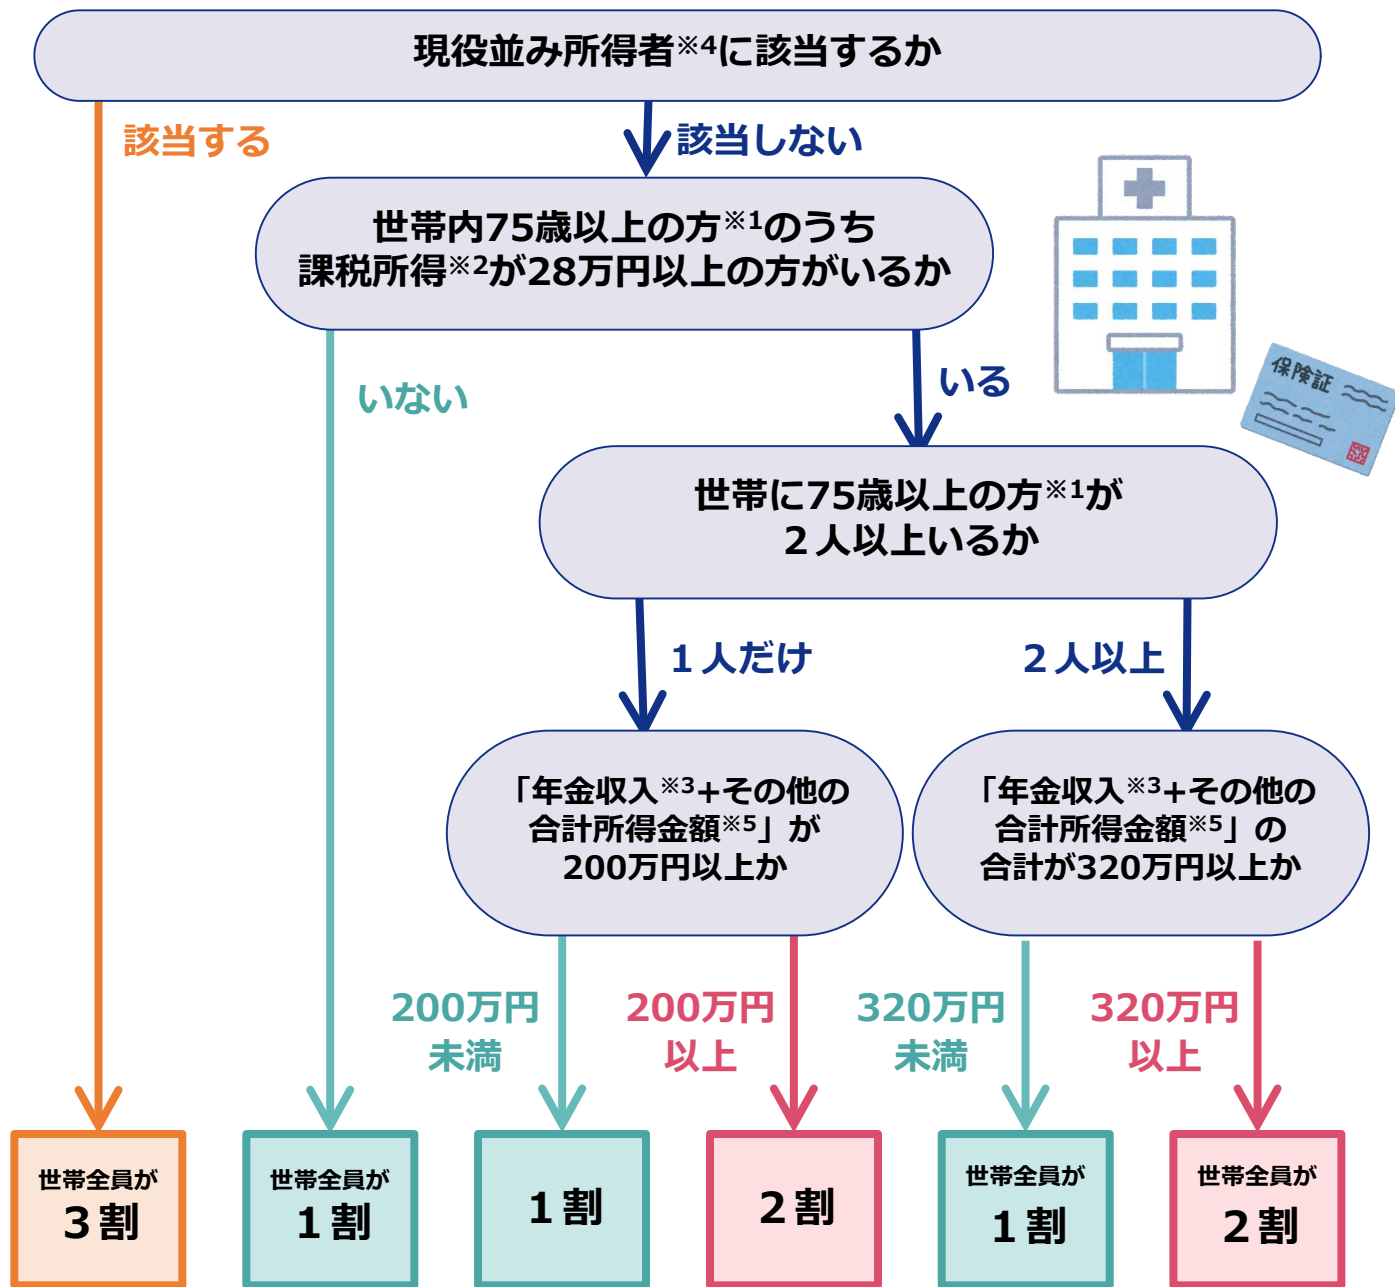 現役並み所得者※4に該当するか
該当する
該当しない
世帯内75歳以上の方※1のうち
課税所得※2が28万円以上の方がいるか
保険証
いない
いる
世帯に75歳以上の方※1が
２人以上いるか
１人だけ
２人以上
「年金収入※3+その他の
合計所得金額※5」が
200万円以上か
「年金収入※3+その他の
合計所得金額※5」の
合計が320万円以上か
200万円
未満
200万円
以上
320万円
未満
320万円
以上
世帯全員が
３割
世帯全員が
１割
１割
２割
世帯全員が
１割
世帯全員が
２割